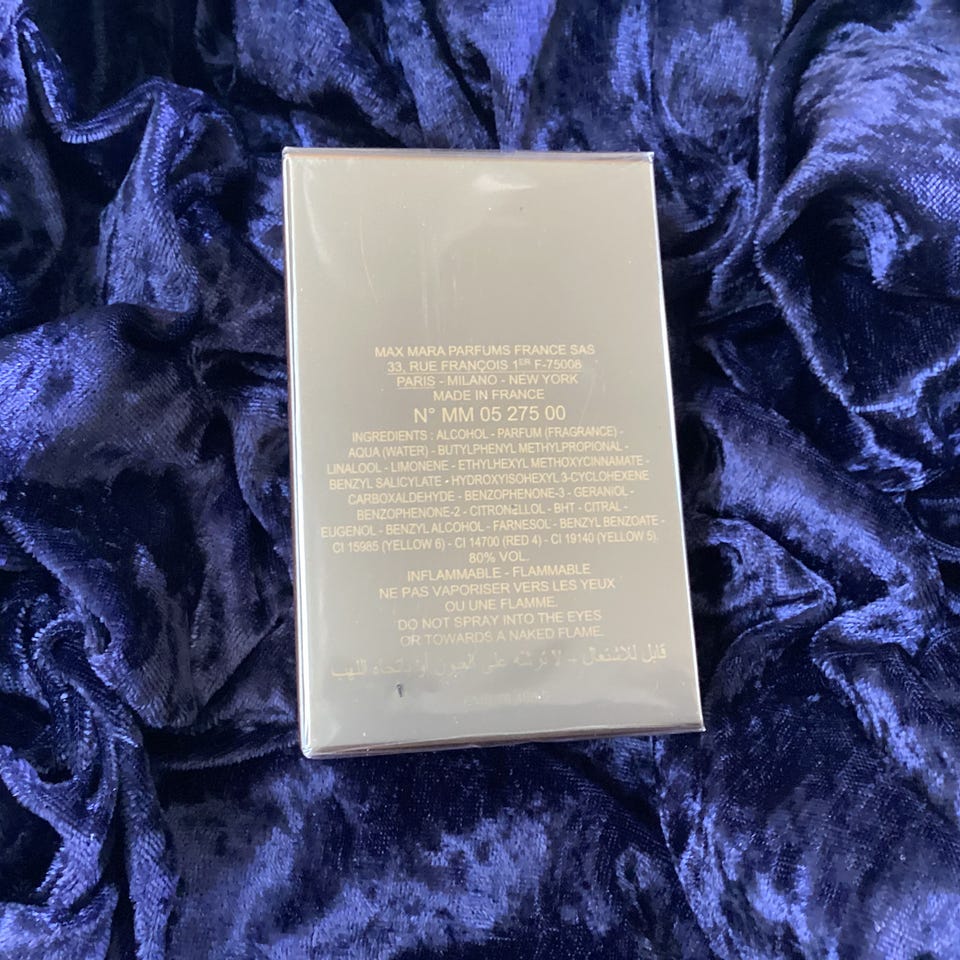 MAX MARA PARFUMS FRANCE SAS
33, RUE FRANÇOIS 1ER F-75008
PARIS - MILANO - NEW YORK
MADE IN FRANCE
N° MM 05 275 00
INGREDIENTS : ALCOHOL - PARFUM (FRAGRANCE) -
AQUA (WATER) - BUTYLPHENYL METHYLPROPIONAL -
LINALOOL - LIMONENE - ETHYLHEXYL METHOXYCINNAMATE -
BENZYL SALICYLATE - HYDROXYISOHEXYL 3-CYCLOHEXENE
CARBOXALDEHYDE - BENZOPHENONE-3 - GERANIOL -
BENZOPHENONE-2 - CITRONELLOL - BHT - CITRAL -
EUGENOL - BENZYL ALCOHOL - FARNESOL - BENZYL BENZOATE -
CI 15985 (YELLOW 6) - CI 14700 (RED 4) - CI 19140 (YELLOW 5).
80% VOL.
INFLAMMABLE - FLAMMABLE
NE PAS VAPORISER VERS LES YEUX
OU UNE FLAMME.
DO NOT SPRAY INTO THE EYES
OR TOWARDS A NAKED FLAME.
قابل للاشتعال - لا ترشه على العيون أو باتجاه اللهب